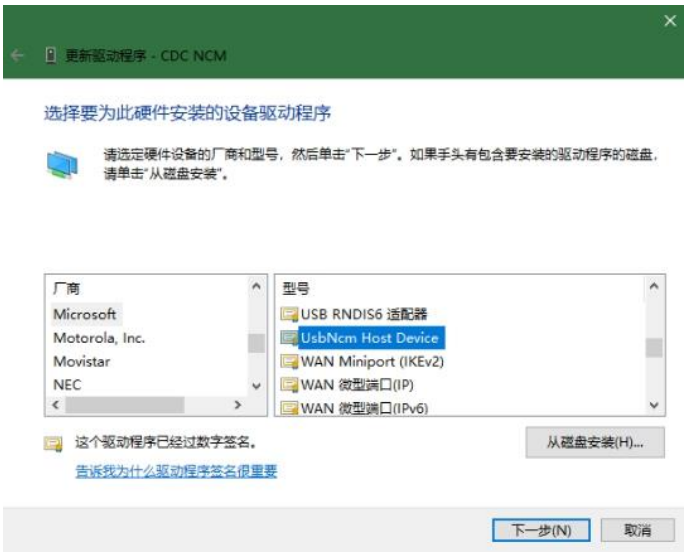 更新驱动程序 - CDC NCM
选择要为此硬件安装的设备驱动程序
请选定硬件设备的厂商和型号，然后单击“下一步”。如果手头有包含要安装的驱动程序的磁盘，
请单击“从磁盘安装”。
厂商
Microsoft
Motorola, Inc.
Movistar
NEC
型号
USB RNDIS6 适配器
UsbNcm Host Device
WAN Miniport (IKEv2)
WAN 微型端口(IP)
WAN 微型端口(IPv6)
这个驱动程序已经过数字签名。
从磁盘安装(H)...
告诉我为什么驱动程序签名很重要
下一步(N)
取消